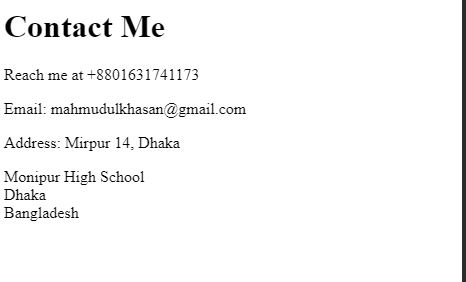 Contact Me
Reach me at +8801631741173
Email: mahmudulkhasan@gmail.com
Address: Mirpur 14, Dhaka
Monipur High School
Dhaka
Bangladesh